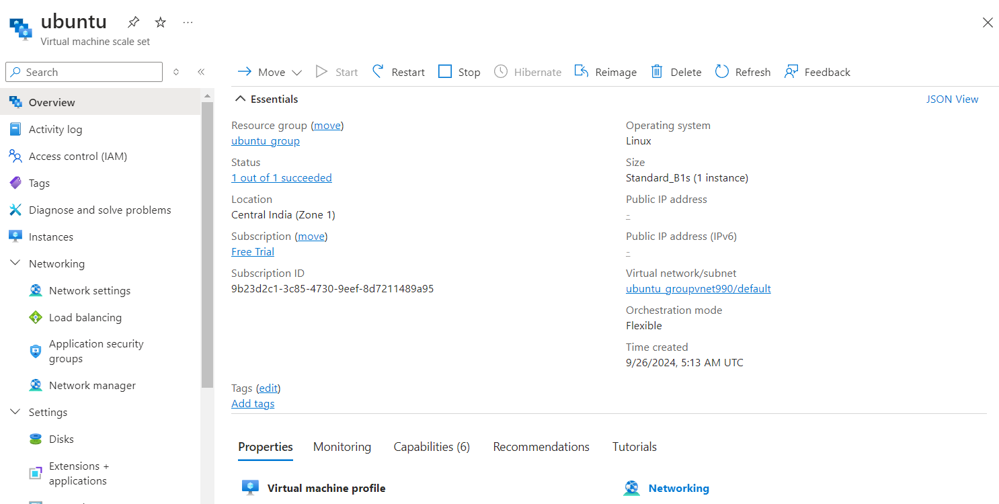 ubuntu
Virtual machine scale set
Search
Overview
Activity log
Access control (IAM)
Tags
Diagnose and solve problems
Instances
Networking
Network settings
Load balancing
Application security
groups
Network manager
Settings
Disks
Extensions +
applications
Move
Start
Restart
Stop
Hibernate
Reimage
Delete
Refresh
Feedback
Essentials
JSON View
Resource group (move)
ubuntu_group
Status
1 out of 1 succeeded
Location
Central India (Zone 1)
Subscription (move)
Free Trial
Subscription ID
9b23d2c1-3c85-4730-9eef-8d7211489a95
Operating system
Linux
Size
Standard_B1s (1 instance)
Public IP address
-
Public IP address (IPv6)
-
Virtual network/subnet
ubuntu_groupvnet990/default
Orchestration mode
Flexible
Time created
9/26/2024, 5:13 AM UTC
Tags (edit)
Add tags
Properties
Monitoring
Capabilities (6)
Recommendations
Tutorials
Virtual machine profile
Networking